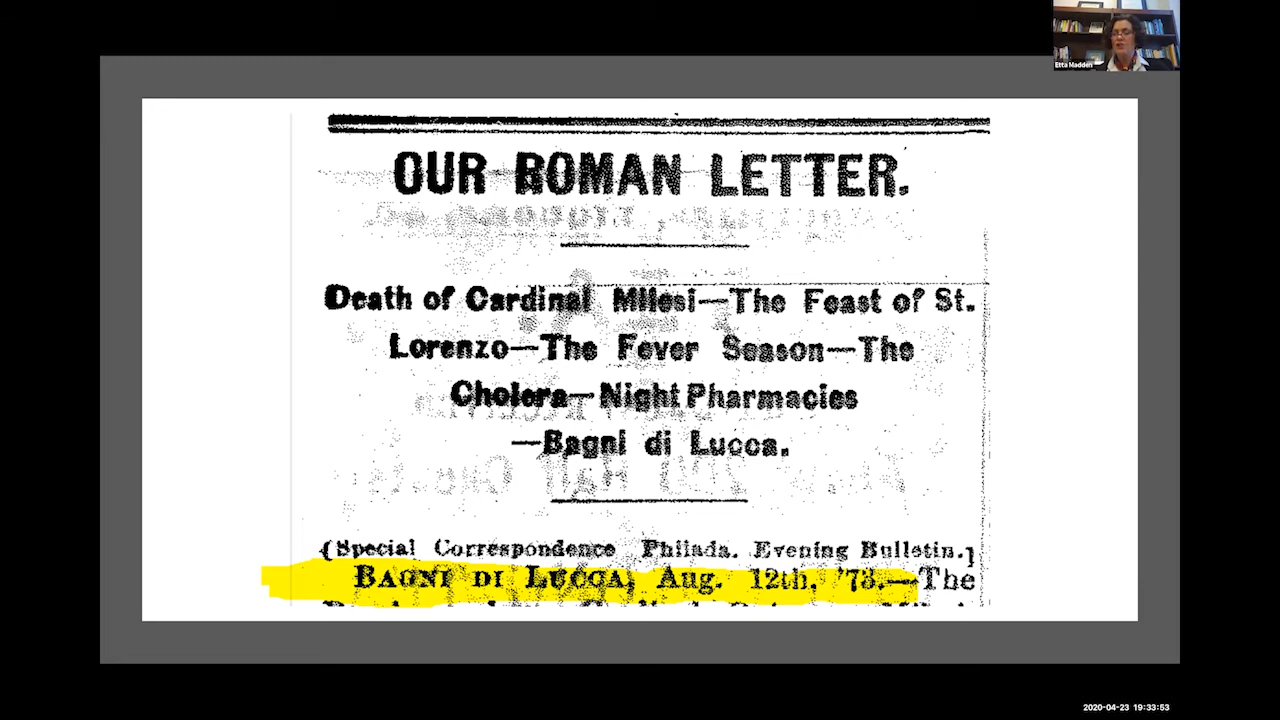 Etta Madden
OUR ROMAN LETTER.
Death of Cardinal Milesi—The Feast of St.
Lorenzo—The Fever Season—The
Cholera—Night Pharmacies
—Bagni di Lucca.
[Special Correspondence Philada. Evening Bulletin.]
BAGNI DI LUCCA, Aug. 12th, '73.—The
2020-04-23 19:33:53